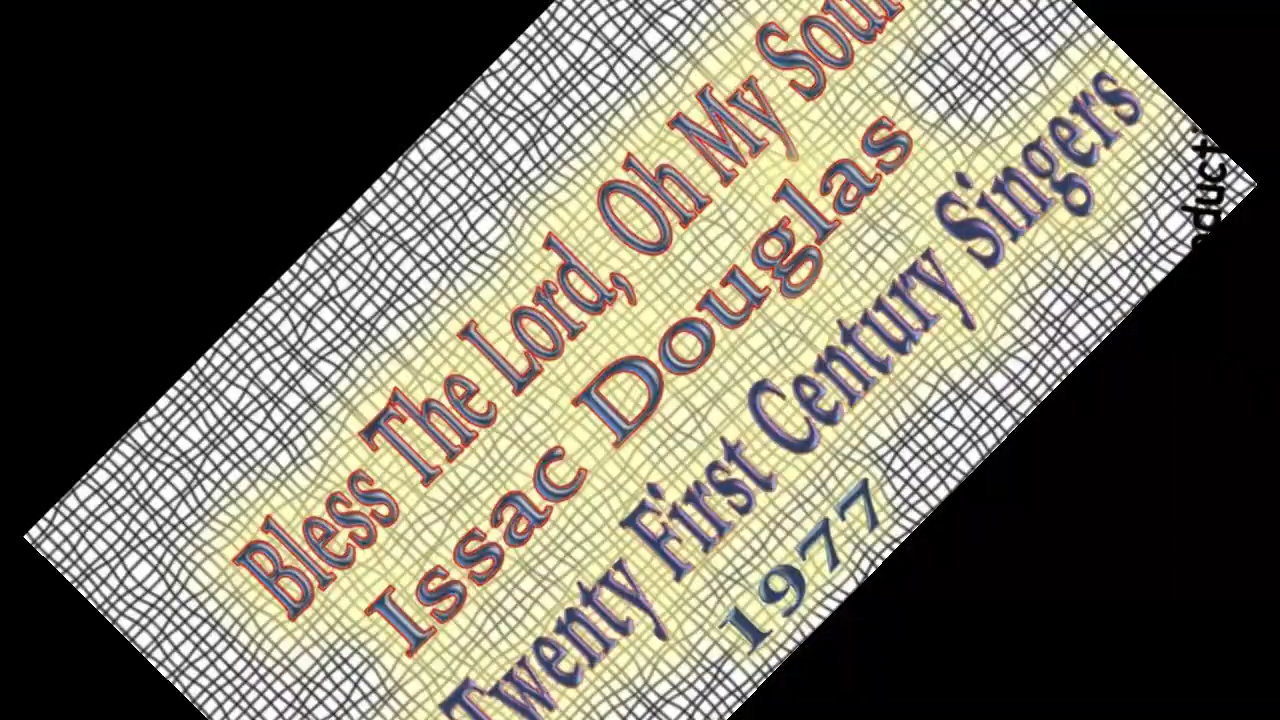 Bless The Lord, Oh My Soul
Issac Douglas
Twenty First Century Singers
1977